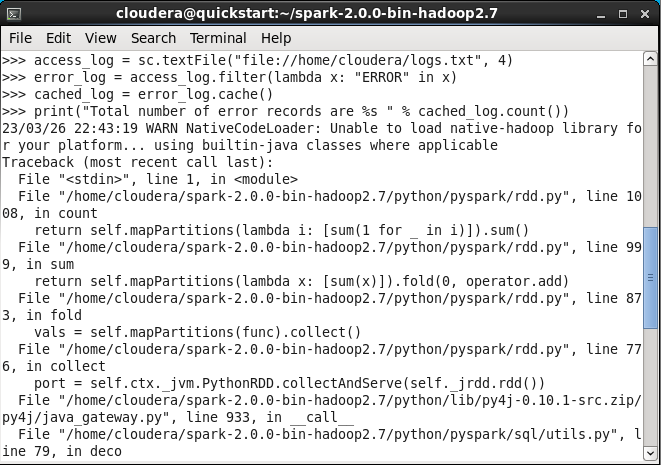 cloudera@quickstart:~/spark-2.0.0-bin-hadoop2.7
File Edit View Search Terminal Help
>>> access_log = sc.textFile("file://home/cloudera/logs.txt", 4)
>>> error_log = access_log.filter(lambda x: "ERROR" in x)
>>> cached_log = error_log.cache()
>>> print("Total number of error records are %s " % cached_log.count())
23/03/26 22:43:19 WARN NativeCodeLoader: Unable to load native-hadoop library fo
r your platform... using builtin-java classes where applicable
Traceback (most recent call last):
  File "<stdin>", line 1, in <module>
  File "/home/cloudera/spark-2.0.0-bin-hadoop2.7/python/pyspark/rdd.py", line 10
08, in count
    return self.mapPartitions(lambda i: [sum(1 for _ in i)]).sum()
  File "/home/cloudera/spark-2.0.0-bin-hadoop2.7/python/pyspark/rdd.py", line 99
9, in sum
    return self.mapPartitions(lambda x: [sum(x)]).fold(0, operator.add)
  File "/home/cloudera/spark-2.0.0-bin-hadoop2.7/python/pyspark/rdd.py", line 87
3, in fold
    vals = self.mapPartitions(func).collect()
  File "/home/cloudera/spark-2.0.0-bin-hadoop2.7/python/pyspark/rdd.py", line 77
6, in collect
    port = self.ctx._jvm.PythonRDD.collectAndServe(self._jrdd.rdd())
  File "/home/cloudera/spark-2.0.0-bin-hadoop2.7/python/lib/py4j-0.10.1-src.zip/
py4j/java_gateway.py", line 933, in __call__
  File "/home/cloudera/spark-2.0.0-bin-hadoop2.7/python/pyspark/sql/utils.py", l
ine 79, in deco